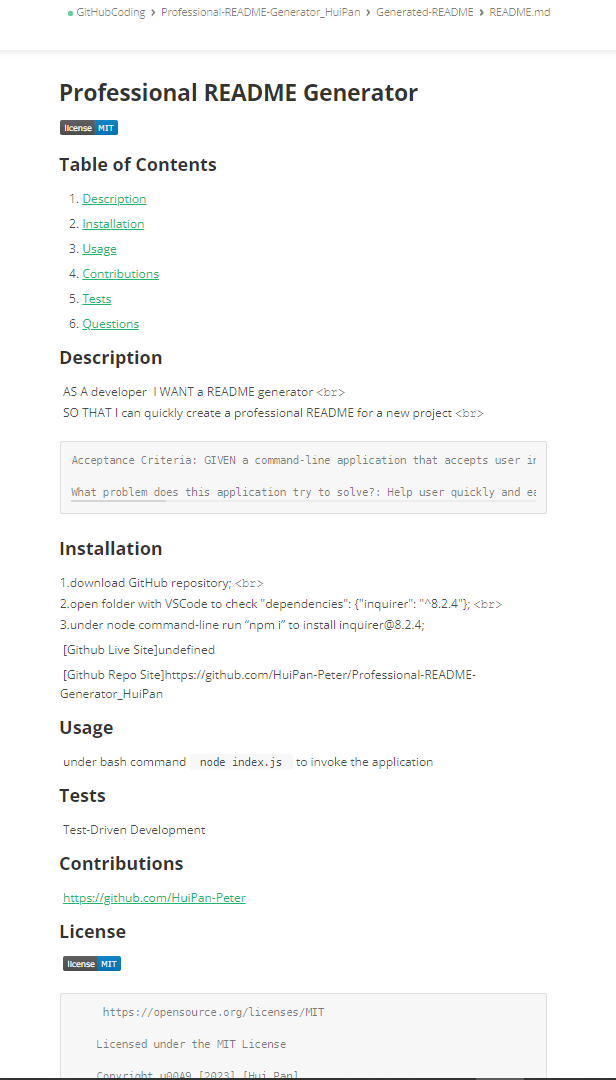 GitHubCoding › Professional-README-Generator_HuiPan › Generated-README › README.md
Professional README Generator
license MIT
Table of Contents
1. Description
2. Installation
3. Usage
4. Contributions
5. Tests
6. Questions
Description
AS A developer I WANT a README generator <br>
SO THAT I can quickly create a professional README for a new project <br>
Acceptance Criteria: GIVEN a command-line application that accepts user in
What problem does this application try to solve?: Help user quickly and ea
Installation
1.download GitHub repository; <br>
2.open folder with VSCode to check "dependencies": {"inquirer": "^8.2.4"}; <br>
3.under node command-line run “npm i” to install inquirer@8.2.4;
[Github Live Site]undefined
[Github Repo Site]https://github.com/HuiPan-Peter/Professional-README-
Generator_HuiPan
Usage
under bash command node index.js to invoke the application
Tests
Test-Driven Development
Contributions
https://github.com/HuiPan-Peter
License
license MIT
https://opensource.org/licenses/MIT
Licensed under the MIT License
Copyright u00A9 [2023] [Hui Pan]